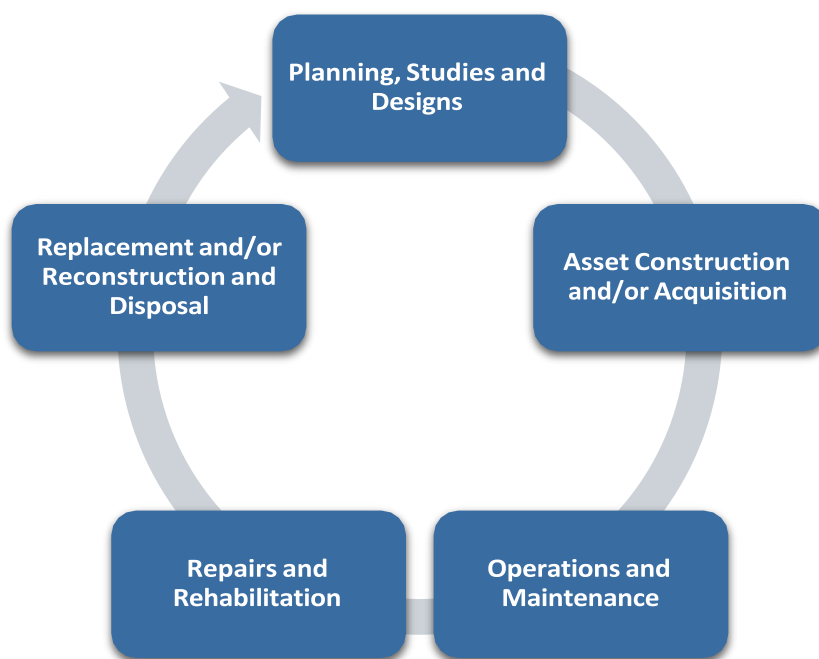 Planning, Studies and
Designs
Asset Construction
and/or Acquisition
Operations and
Maintenance
Repairs and
Rehabilitation
Replacement and/or
Reconstruction and
Disposal